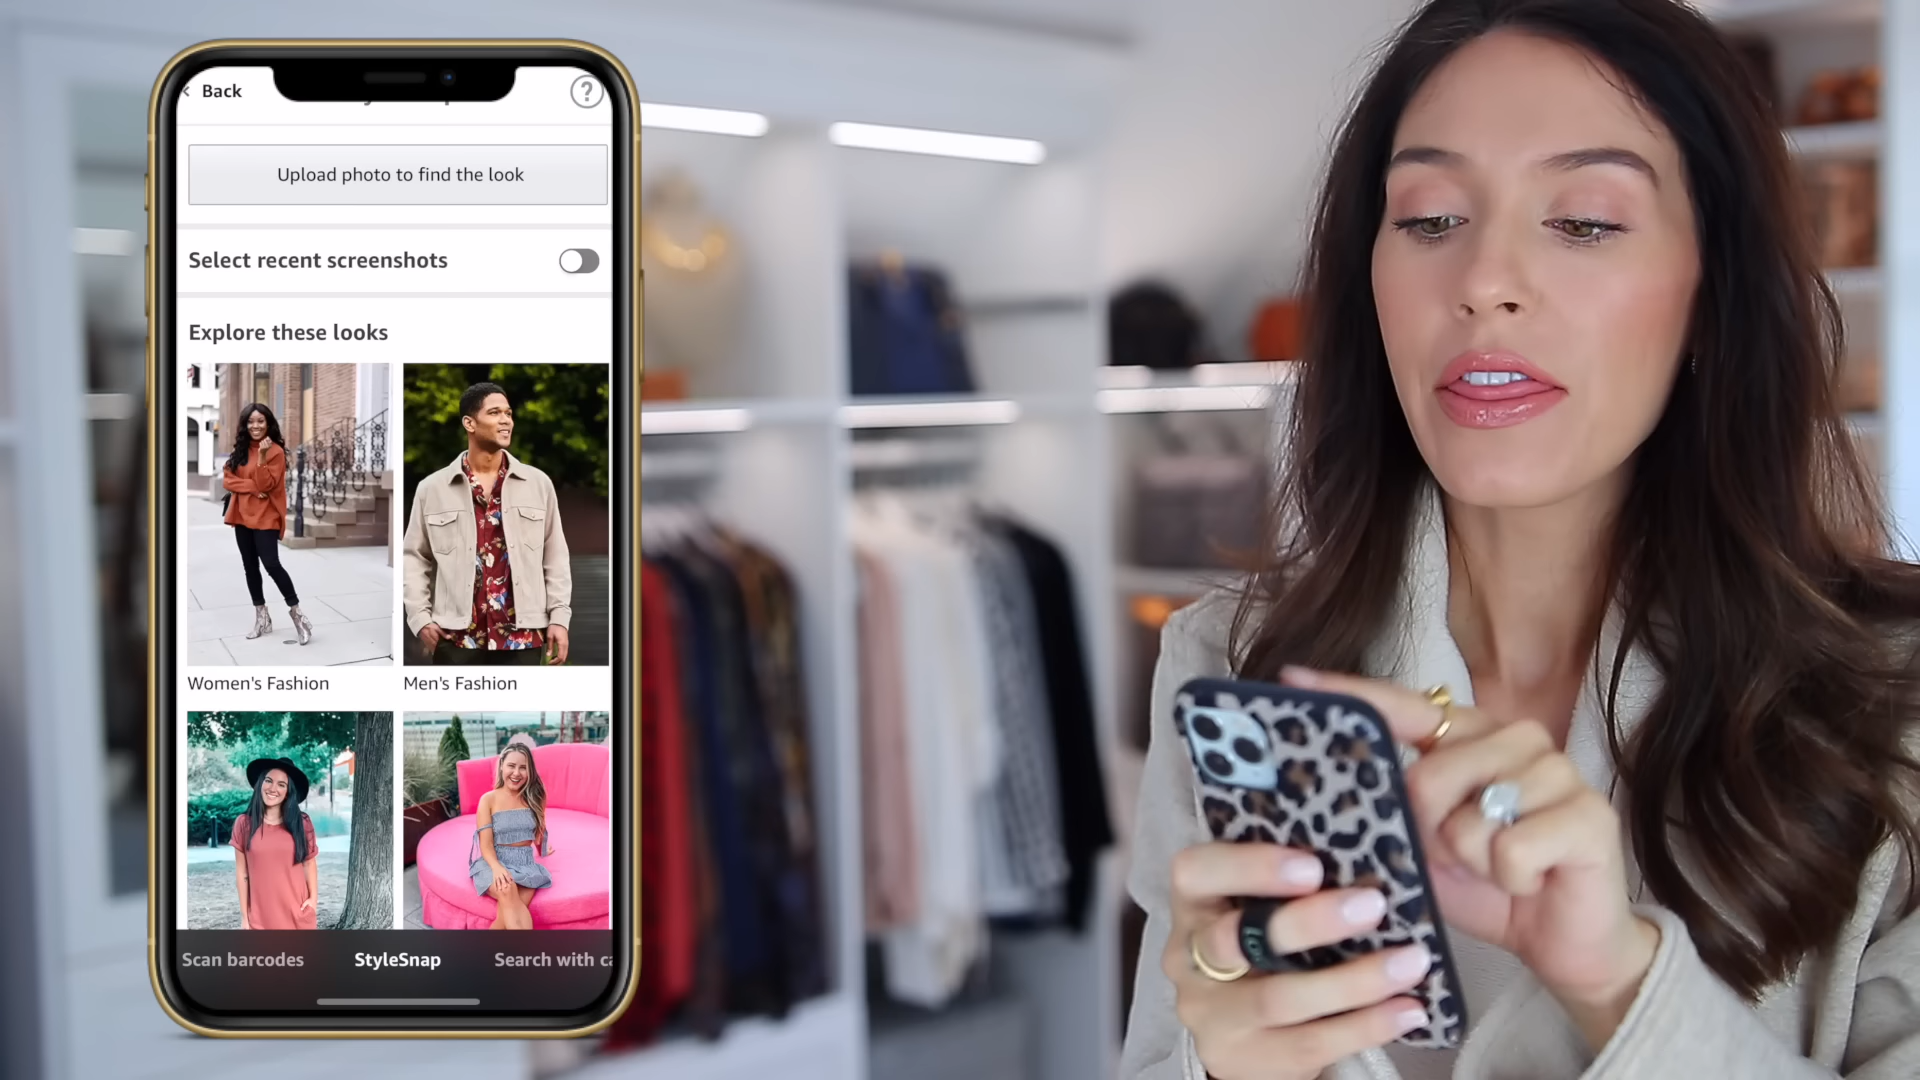 Back
?
Upload photo to find the look
Select recent screenshots
Explore these looks
Women's Fashion
Men's Fashion
Scan barcodes
StyleSnap
Search with